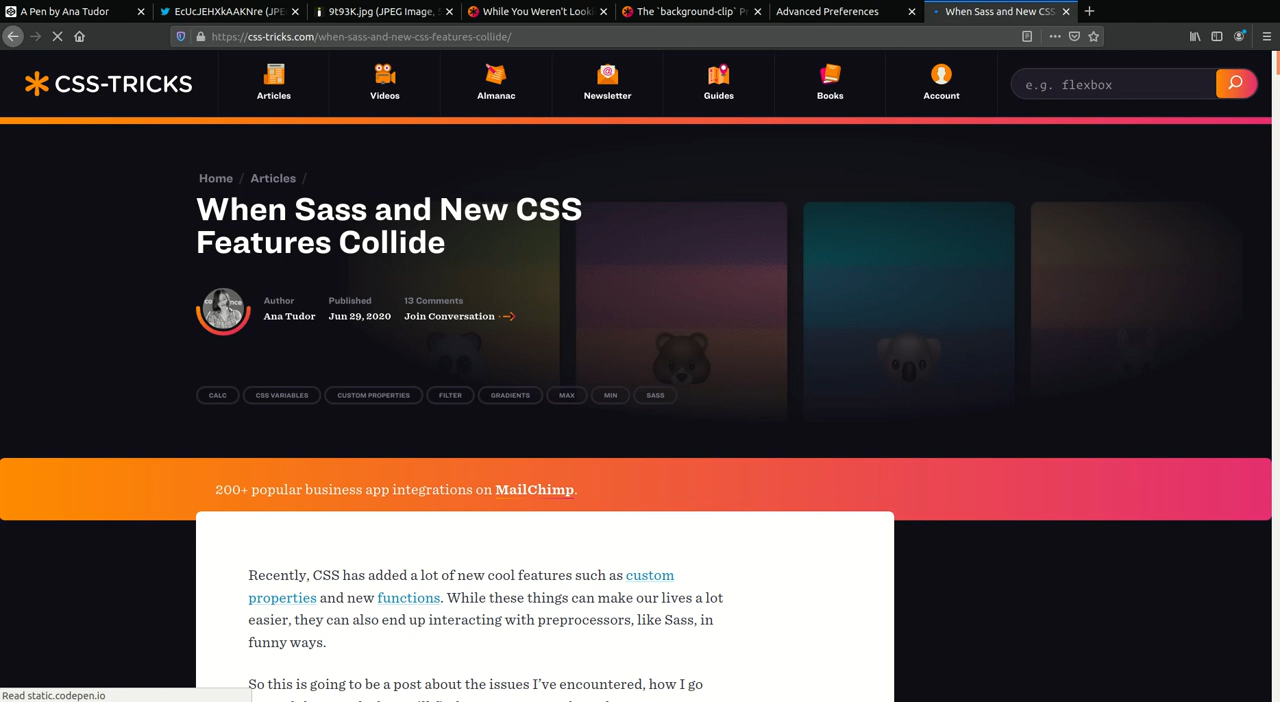 A Pen by Ana Tudor
EcUcJEHXkAAKNre (JPE
9t93K.jpg (JPEG Image,
While You Weren't Looki
The `background-clip` P
Advanced Preferences
When Sass and New CSS
https://css-tricks.com/when-sass-and-new-css-features-collide/
CSS-TRICKS
Articles
Videos
Almanac
Newsletter
Guides
Books
Account
e.g. flexbox
Home / Articles /
When Sass and New CSS
Features Collide
Author
Ana Tudor
Published
Jun 29, 2020
13 Comments
Join Conversation
CALC
CSS VARIABLES
CUSTOM PROPERTIES
FILTER
GRADIENTS
MAX
MIN
SASS
200+ popular business app integrations on MailChimp.
Recently, CSS has added a lot of new cool features such as custom
properties and new functions. While these things can make our lives a lot
easier, they can also end up interacting with preprocessors, like Sass, in
funny ways.
So this is going to be a post about the issues I've encountered, how I go
Read static.codepen.io